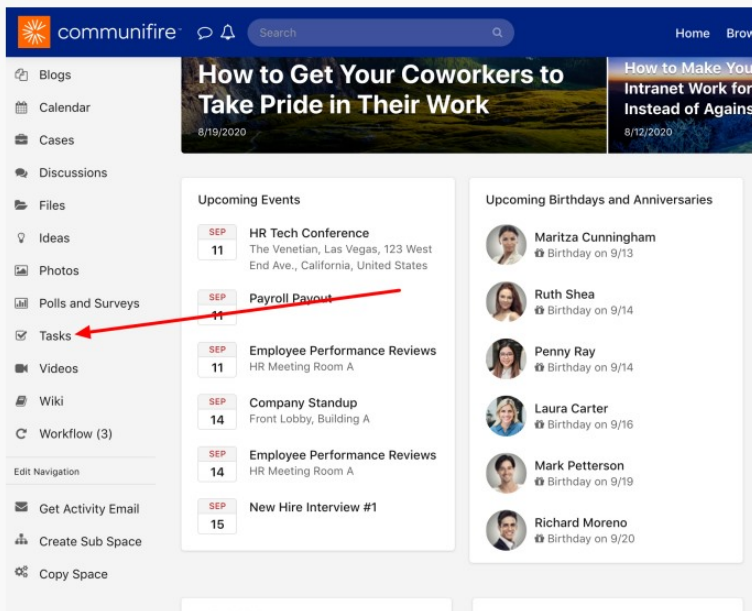 communifire
Search
Home
Blogs
Calendar
Cases
Discussions
Files
Ideas
Photos
Polls and Surveys
Tasks
Videos
Wiki
Workflow (3)
Edit Navigation
Get Activity Email
Create Sub Space
Copy Space
How to Get Your Coworkers to
Take Pride in Their Work
8/19/2020
How to Make You
Intranet Work for
Instead of Agains
8/12/2020
Upcoming Events
SEP
11
HR Tech Conference
The Venetian, Las Vegas, 123 West
End Ave., California, United States
SEP
11
Payroll Payout
SEP
11
Employee Performance Reviews
HR Meeting Room A
SEP
14
Company Standup
Front Lobby, Building A
SEP
14
Employee Performance Reviews
HR Meeting Room A
SEP
15
New Hire Interview #1
Upcoming Birthdays and Anniversaries
Maritza Cunningham
Birthday on 9/13
Ruth Shea
Birthday on 9/14
Penny Ray
Birthday on 9/14
Laura Carter
Birthday on 9/16
Mark Petterson
Birthday on 9/19
Richard Moreno
Birthday on 9/20